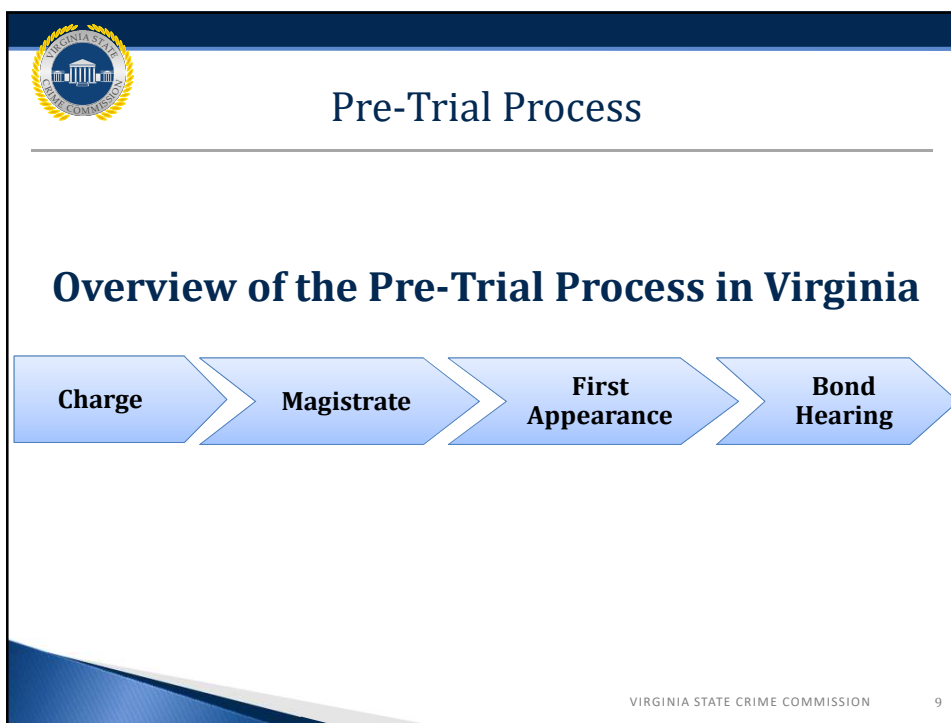 VIRGINIA STATE
CRIME COMMISSION
Pre-Trial Process
Overview of the Pre-Trial Process in Virginia
Charge
Magistrate
First
Appearance
Bond
Hearing
VIRGINIA STATE CRIME COMMISSION 9